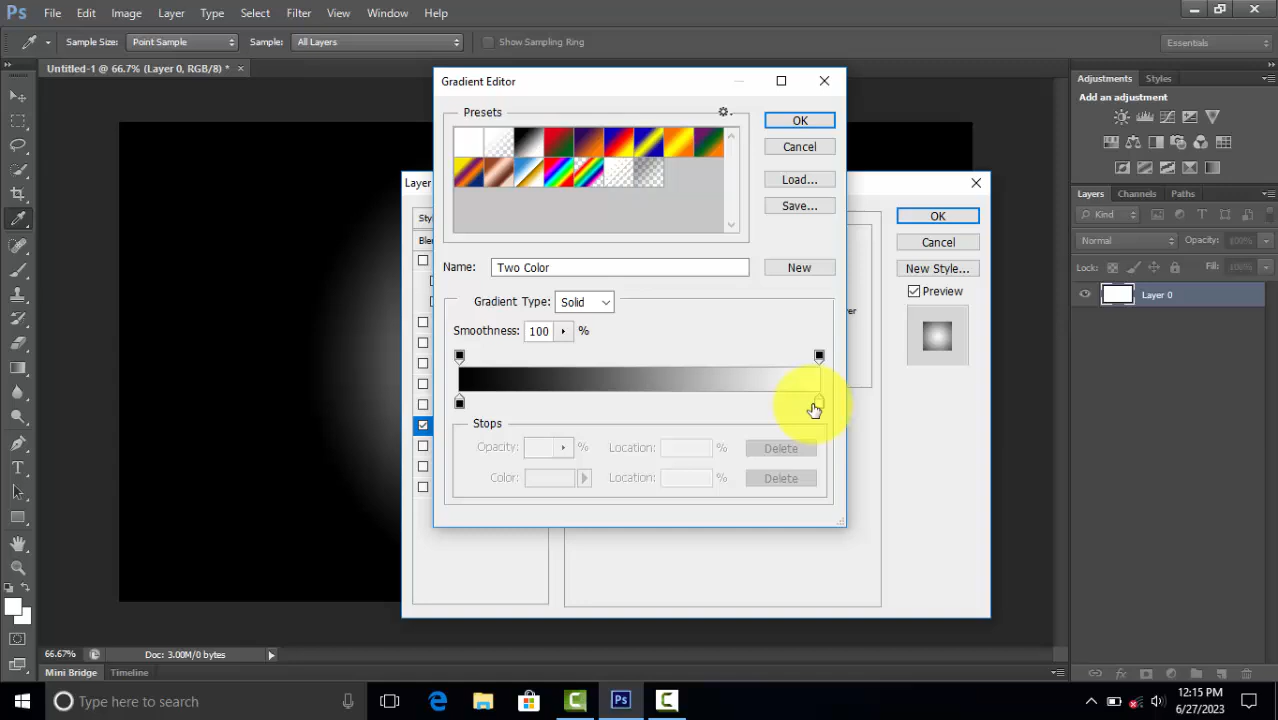 Ps File Edit Image Layer Type Select Filter View Window Help
Sample Size: Point Sample Sample: All Layers Show Sampling Ring Essentials
Untitled-1 @ 66.7% (Layer 0, RGB/8) * ×
Gradient Editor
Presets
OK
Cancel
Load...
Save...
Name: Two Color New
Gradient Type: Solid
Smoothness: 100 %
Stops
Opacity: % Location: % Delete
Color: Location: % Delete
Layer
OK
Cancel
New Style...
Preview
Adjustments Styles
Add an adjustment
Layers Channels Paths
Kind
Normal Opacity: 100%
Lock: Fill: 100%
Layer 0
66.67% Doc: 3.00M/0 bytes
Mini Bridge Timeline
Type here to search
Ps
12:15 PM
6/27/2023